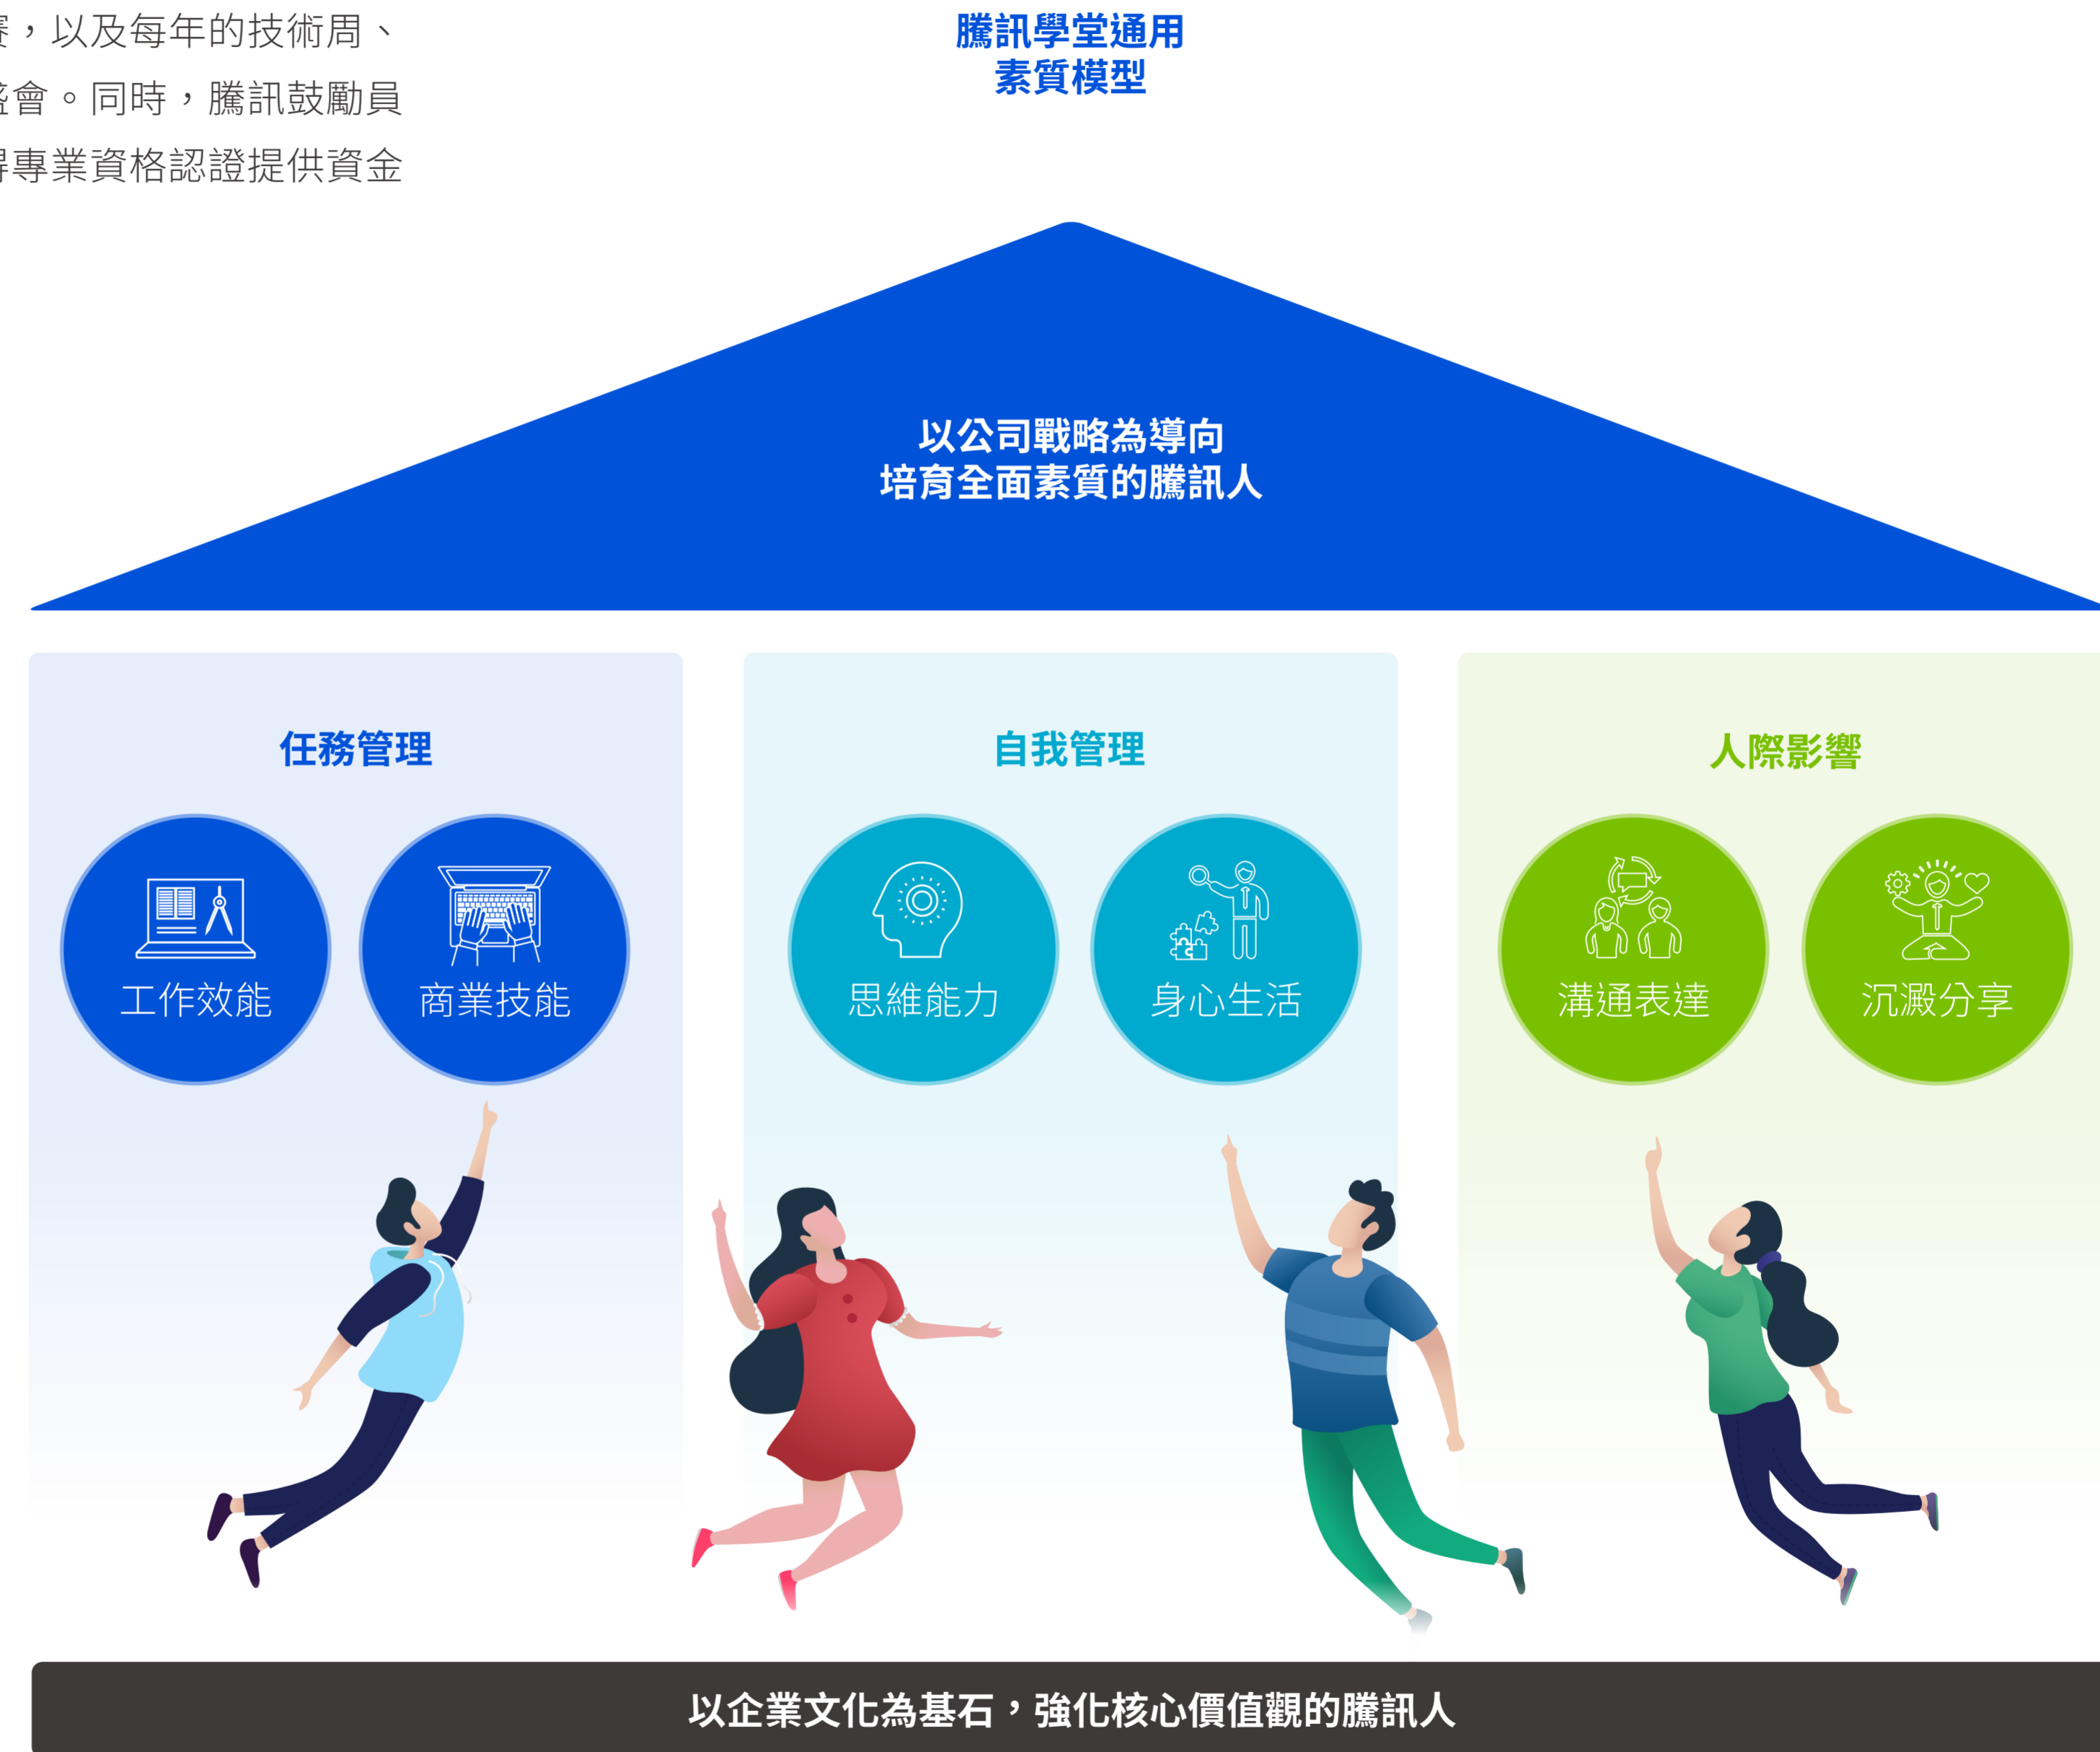 ，以及每年的技術周、
會。同時，騰訊鼓勵員
專業資格認證提供資金
騰訊學堂通用
素質模型
以公司戰略為導向
培育全面素質的騰訊人
任務管理
工作效能
商業技能
自我管理
思維能力
身心生活
人際影響
溝通表達
沉澱分享
以企業文化為基石，強化核心價值觀的騰訊人